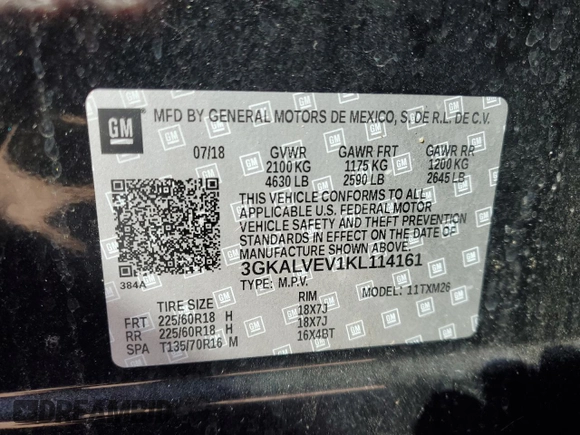 GM
MFD BY GENERAL MOTORS DE MEXICO, S. DE R.L. DE C.V.
07/18 GVWR GAWR FRT GAWR RR
2100 KG 1175 KG 1200 KG
4630 LB 2590 LB 2645 LB
THIS VEHICLE CONFORMS TO ALL
APPLICABLE U.S. FEDERAL MOTOR
VEHICLE SAFETY AND THEFT PREVENTION
STANDARDS IN EFFECT ON THE DATE OF
MANUFACTURE SHOWN ABOVE.
3GKALVEV1KL114161
384A
TYPE: M.P.V. MODEL: 11TXM26
TIRE SIZE RIM
FRT 225/60R18 H 18X7J
RR 225/60R18 H 18X7J
SPA T135/70R16 M 16X4BT